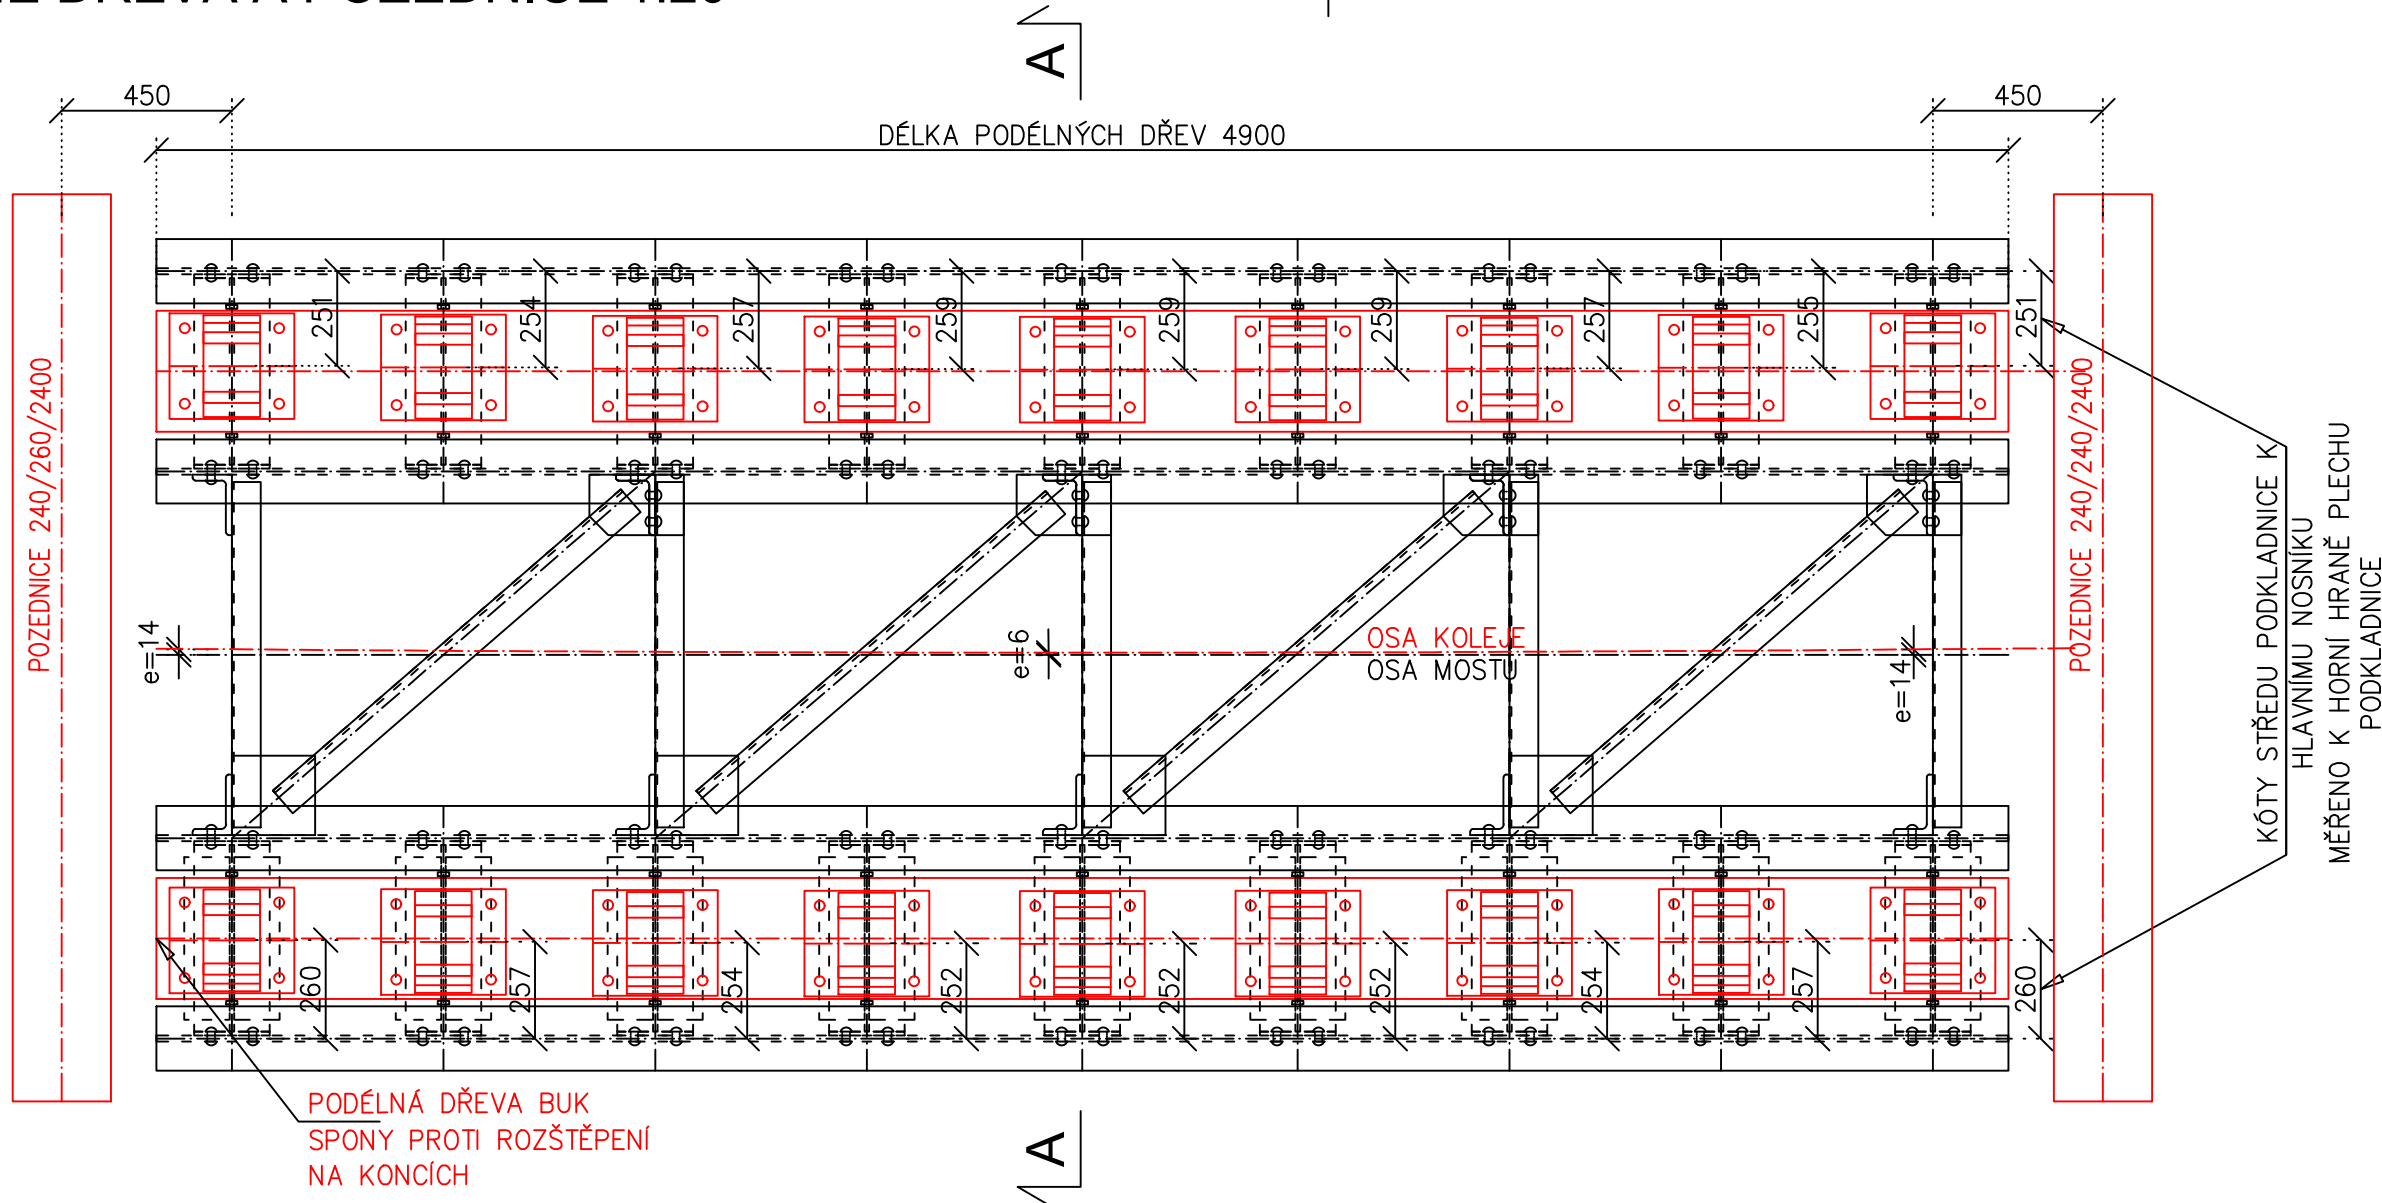 A
450
450
DÉLKA PODÉLNÝCH DŘEV 4900
251
254
257
259
259
259
257
255
251
POZEDNICE 240/260/2400
POZEDNICE 240/240/2400
e=14
e=6
e=14
OSA KOLEJE
OSA MOSTU
KÓTY STŘEDU PODKLADNICE K
HLAVNÍMU NOSNÍKU
MĚŘENO K HORNÍ HRANĚ PLECHU
PODKLADNICE
260
257
254
252
252
252
254
257
260
PODÉLNÁ DŘEVA BUK
SPONY PROTI ROZŠTĚPENÍ
NA KONCÍCH
A